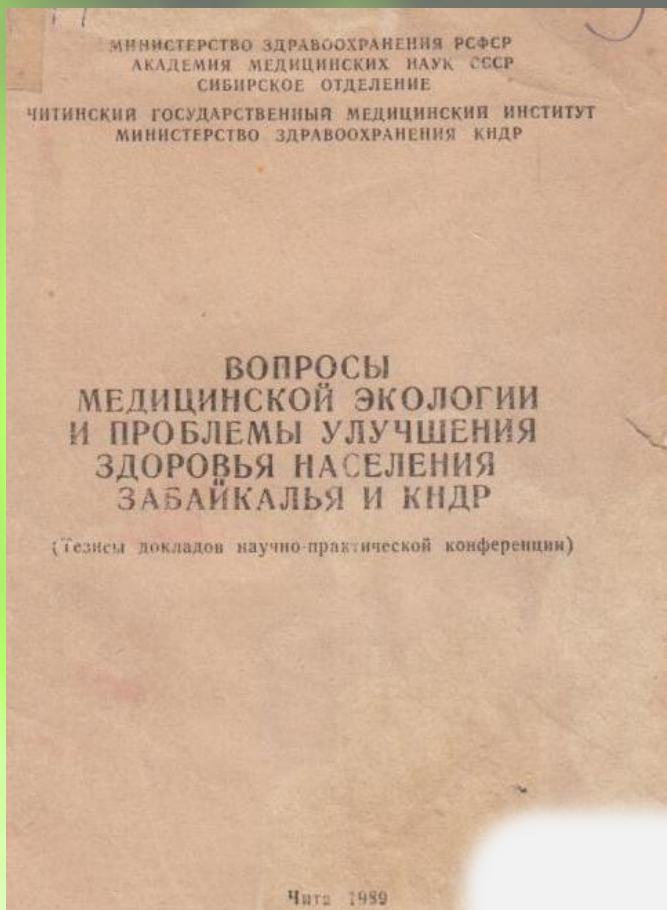 МИНИСТЕРСТВО ЗДРАВООХРАНЕНИЯ РСФСР
АКАДЕМИЯ МЕДИЦИНСКИХ НАУК СССР
СИБИРСКОЕ ОТДЕЛЕНИЕ
ЧИТИНСКИЙ ГОСУДАРСТВЕННЫЙ МЕДИЦИНСКИЙ ИНСТИТУТ
МИНИСТЕРСТВО ЗДРАВООХРАНЕНИЯ КНДР
ВОПРОСЫ
МЕДИЦИНСКОЙ ЭКОЛОГИИ
И ПРОБЛЕМЫ УЛУЧШЕНИЯ
ЗДОРОВЬЯ НАСЕЛЕНИЯ
ЗАБАЙКАЛЬЯ И КНДР
(Тезисы докладов научно-практической конференции)
Чита 1989